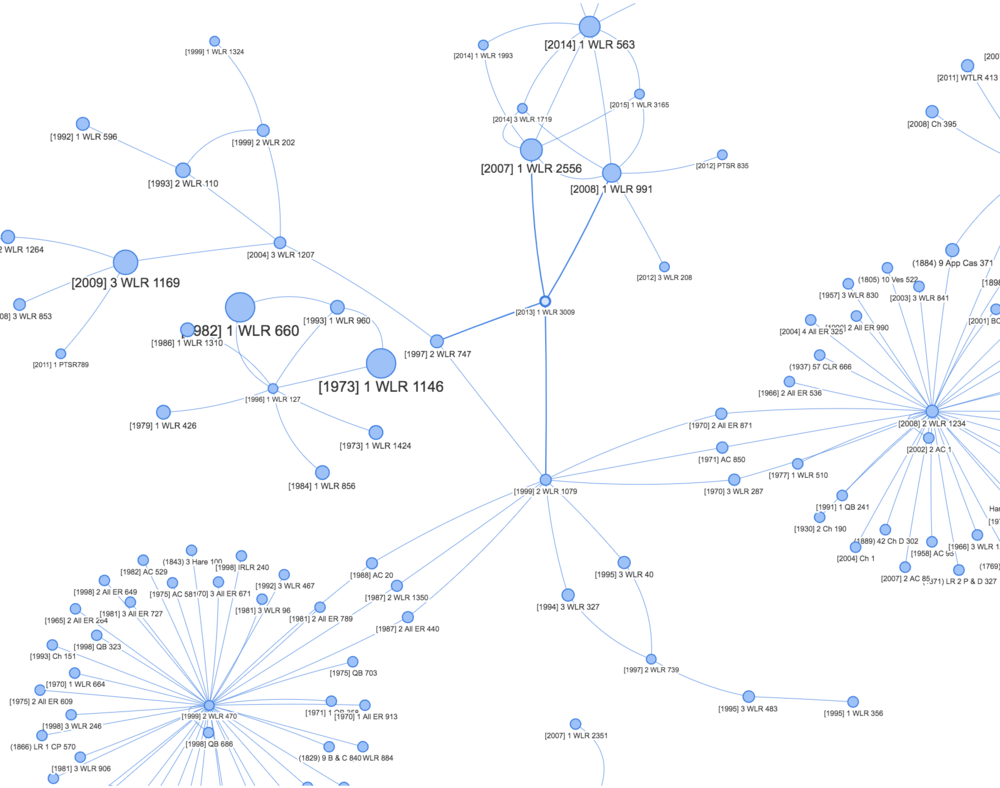 [1999] 1 WLR 1324
[2014] 1 WLR 563
[2014] 1 WLR 1993
[2011] WTLR 413
[2015] 1 WLR 3165
[2014] 3 WLR 1719
[2008] Ch 395
[1992] 1 WLR 596
[1999] 2 WLR 202
[2007] 1 WLR 2556
[2012] PTSR 835
[1993] 2 WLR 110
[2008] 1 WLR 991
WLR 1264
[2004] 3 WLR 1207
(1884) 9 App Cas 371
[2009] 3 WLR 1169
[2012] 3 WLR 208
(1805) 10 Ves 522
[1957] 3 WLR 830
[2003] 3 WLR 841
3 WLR 853
[2013] 1 WLR 3009
[1993] 1 WLR 960
982] 1 WLR 660
[2004] 4 All ER 325
2 All ER 990
[2001]
[1986] 1 WLR 1310
[1997] 2 WLR 747
[2011] 1 PTSR789
(1937) 57 CLR 666
[1973] 1 WLR 1146
[1966] 2 All ER 536
[1996] 1 WLR 127
[1979] 1 WLR 426
[1970] 2 All ER 871
[2008] 2 WLR 1234
[1973] 1 WLR 1424
[2002] 2 AC 1
[1971] AC 850
[1977] 1 WLR 510
[1984] 1 WLR 856
[1999] 2 WLR 1079
[1970] 3 WLR 287
[1991] 1 QB 241
[1930] 2 Ch 190
42 Ch D 302
[2004] Ch 1
[1958] AC
[1966] 3 WLR
(1769)
[2007] 2 AC
LR 2 P & D 327
(1843) 3 Hare 100
[1998] IRLR 240
[1982] AC 529
[1988] AC 20
[1995] 3 WLR 40
[1992] 3 WLR 467
[1998] 2 All ER 649
[1975] AC 581
3 All ER 671
[1987] 2 WLR 1350
[1994] 3 WLR 327
[1981] 3 WLR 96
[1981] 3 All ER 727
[1965] 2 All ER 264
[1981] 2 All ER 789
[1987] 2 All ER 440
[1998] QB 323
[1993] Ch 151
[1997] 2 WLR 739
[1975] QB 703
[1970] 1 WLR 664
[1975] 2 All ER 609
[1995] 3 WLR 483
[1995] 1 WLR 356
[1971] 1
[1970] 1 All ER 913
[1999] 2 WLR 470
[1998] 3 WLR 246
[2007] 1 WLR 2351
[1998] QB 686
(1866) LR 1 CP 570
(1829) 9 B & C 840
WLR 884
[1981] 3 WLR 906